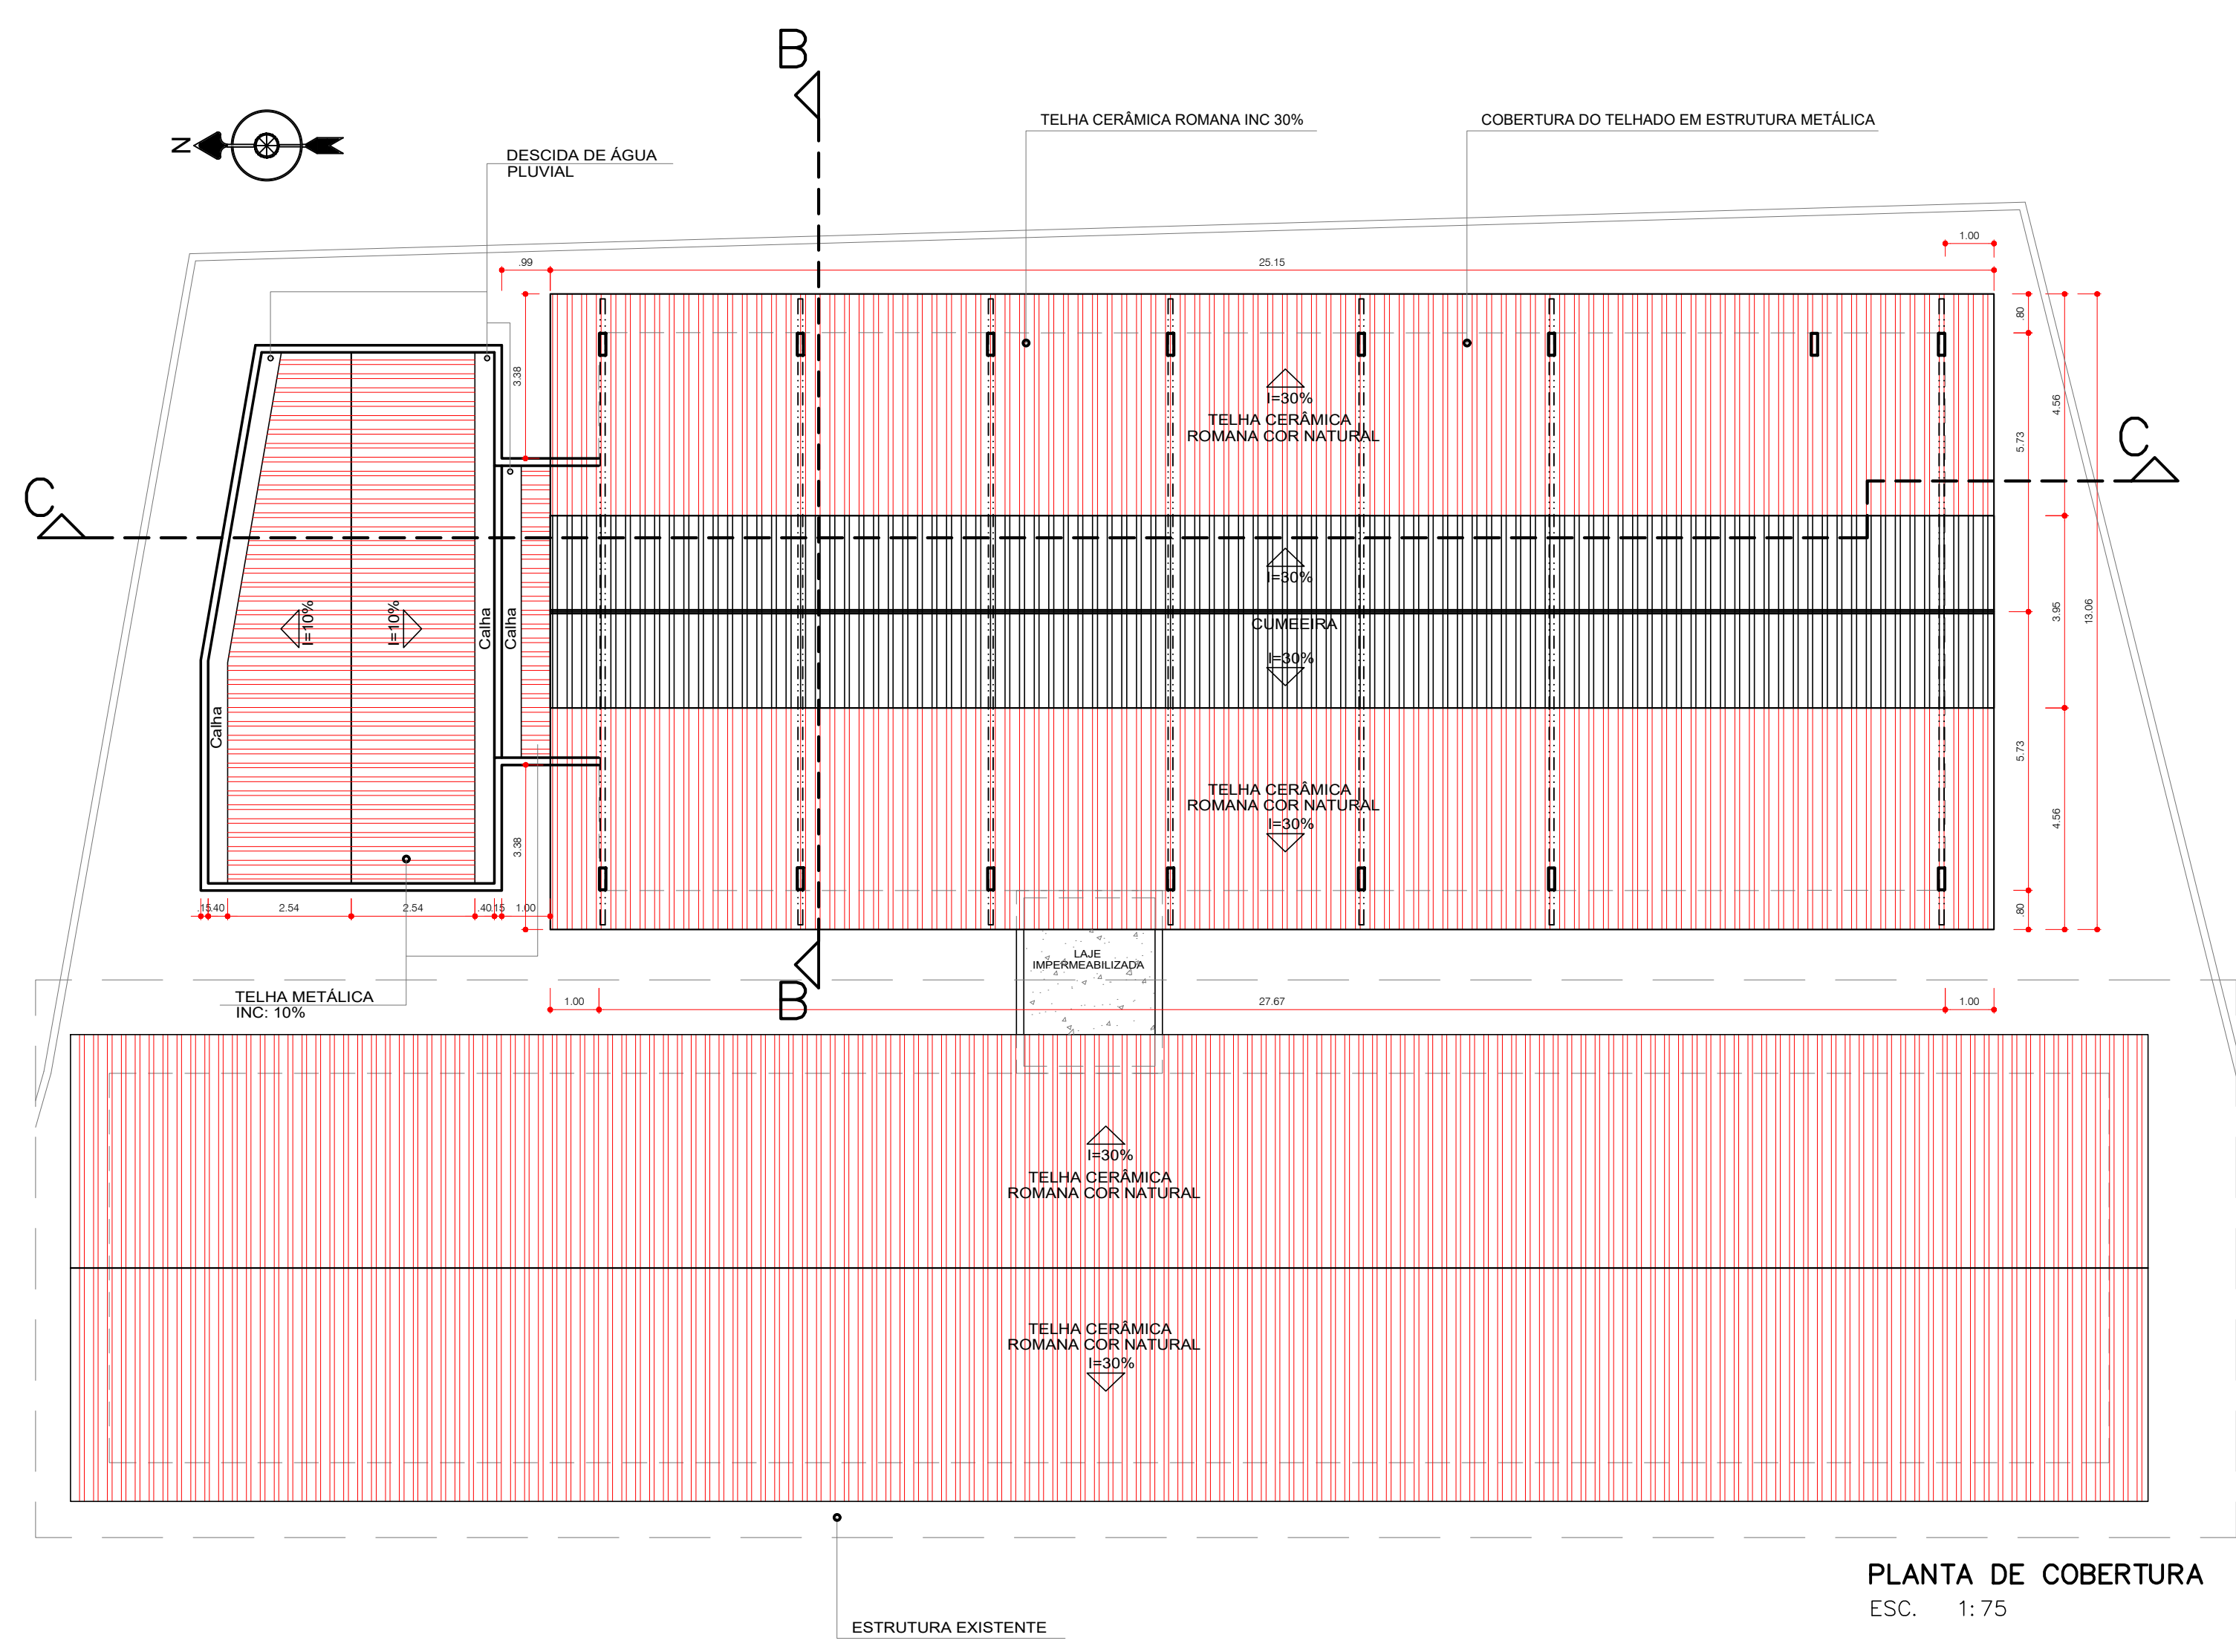 B
TELHA CERÂMICA ROMANA INC 30%
COBERTURA DO TELHADO EM ESTRUTURA METÁLICA
N
DESCIDA DE ÁGUA
PLUVIAL
1.00
.99
25.15
.80
3.38
4.56
I=30%
TELHA CERÂMICA
ROMANA COR NATURAL
5.73
C
C
I=30%
I=10%
I=10%
Calha
Calha
CUMEEIRA
3.95
13.06
I=30%
Calha
5.73
TELHA CERÂMICA
ROMANA COR NATURAL
I=30%
4.56
3.38
.15
.40
2.54
2.54
.40
.15
1.00
.80
LAJE
IMPERMEABILIZADA
TELHA METÁLICA
INC: 10%
B
1.00
27.67
1.00
I=30%
TELHA CERÂMICA
ROMANA COR NATURAL
TELHA CERÂMICA
ROMANA COR NATURAL
I=30%
PLANTA DE COBERTURA
ESC. 1:75
ESTRUTURA EXISTENTE